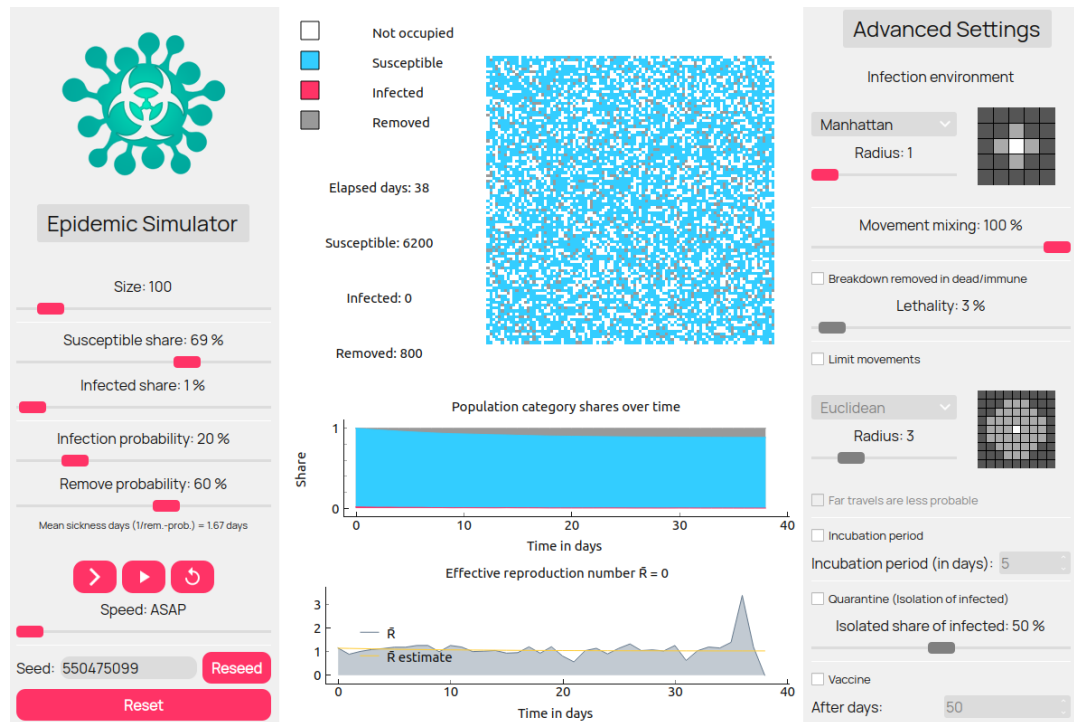 Epidemic Simulator
Size: 100
Susceptible share: 69 %
Infected share: 1 %
Infection probability: 20 %
Remove probability: 60 %
Mean sickness days (1/rem.-prob.) = 1.67 days
Speed: ASAP
Seed: 550475099 Reseed
Reset
Not occupied
Susceptible
Infected
Removed
Elapsed days: 38
Susceptible: 6200
Infected: 0
Removed: 800
Population category shares over time
Share
1
0
0 10 20 30 40
Time in days
Effective reproduction number R̃ = 0
3
2
1
0
R̃
R̃ estimate
0 10 20 30 40
Time in days
Advanced Settings
Infection environment
Manhattan
Radius: 1
Movement mixing: 100 %
Breakdown removed in dead/immune
Lethality: 3 %
Limit movements
Euclidean
Radius: 3
Far travels are less probable
Incubation period
Incubation period (in days): 5
Quarantine (Isolation of infected)
Isolated share of infected: 50 %
Vaccine
After days: 50